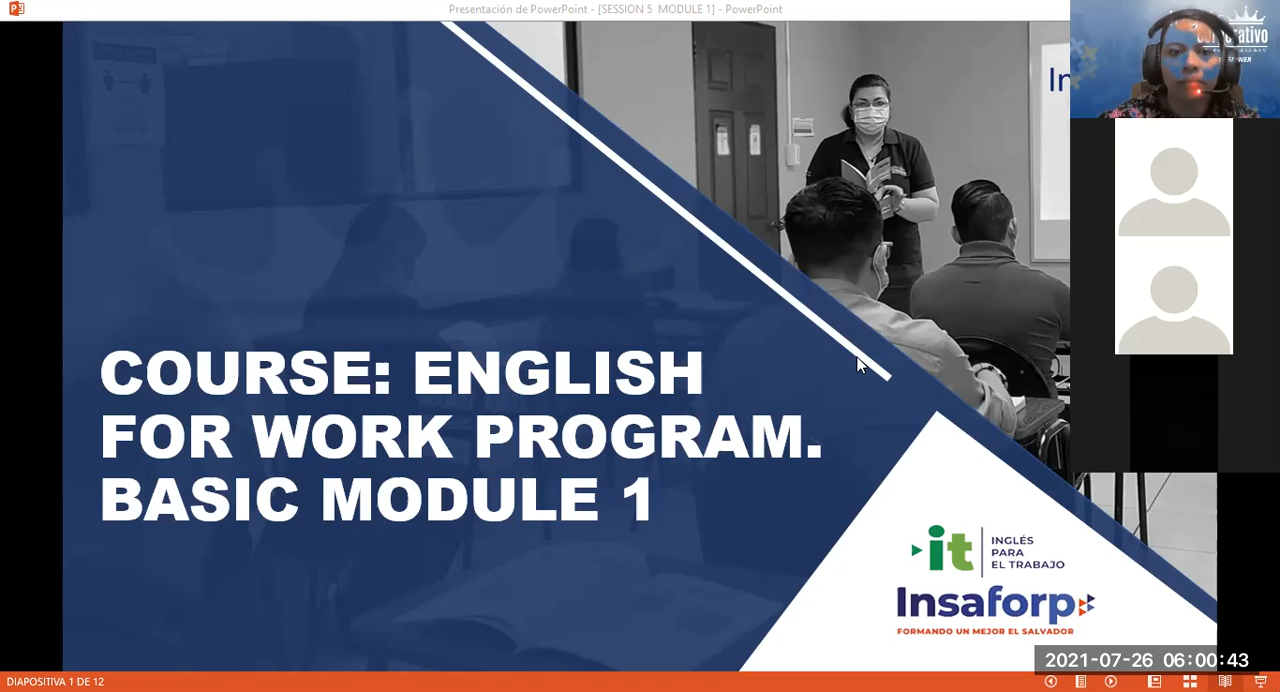 Presentación de PowerPoint - [SESSION 5 MODULE 1] - PowerPoint
COURSE: ENGLISH
FOR WORK PROGRAM.
BASIC MODULE 1
it
INGLÉS
PARA
EL TRABAJO
Insaforp
FORMANDO UN MEJOR EL SALVADOR
2021-07-26 06:00:43
DIAPOSITIVA 1 DE 12